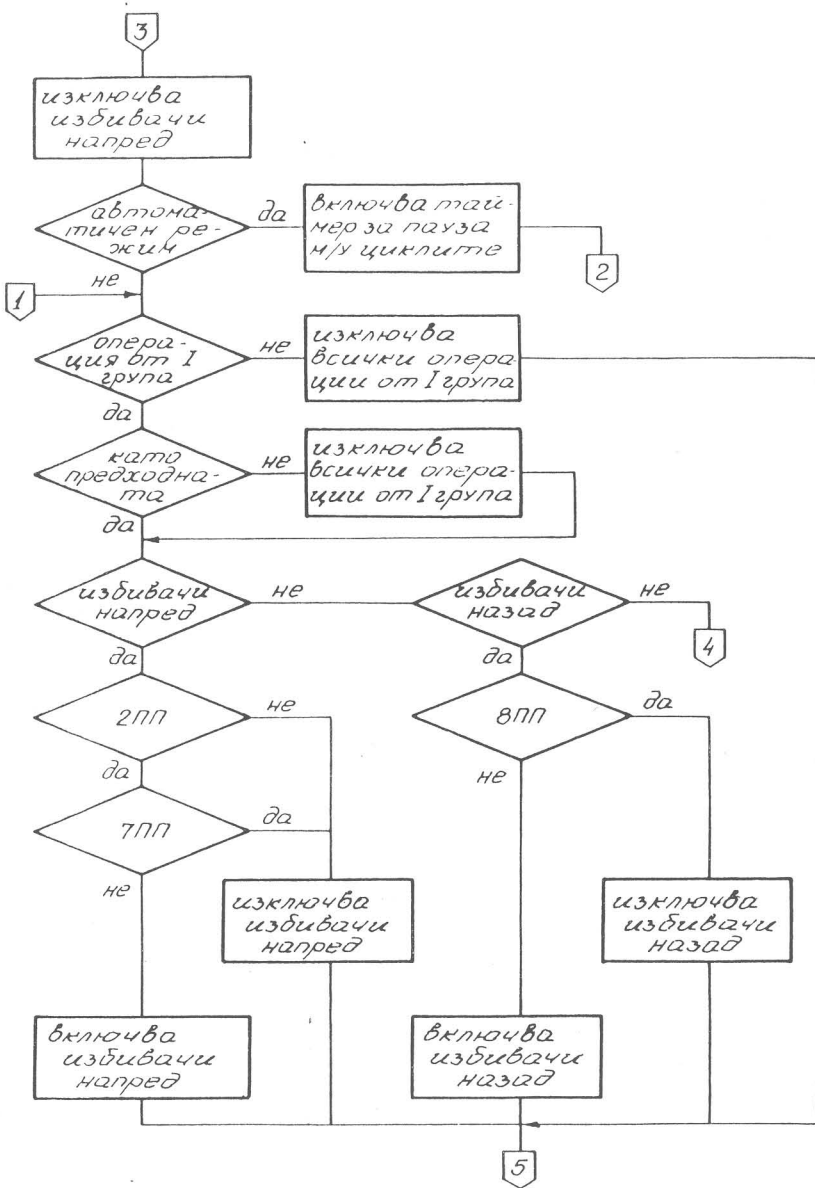 3
изключва
избивачи
напред
автома-
тичен ре-
жим
да
включва тай-
мер за пауза
м/у циклите
2
не
1
опера-
ция от I
група
не
изключва
всички опера-
ции от I група
да
като
предходна-
та
не
изключва
всички опера-
ции от I група
да
избивачи
напред
не
избивачи
назад
не
4
да
да
2ПП
не
8ПП
да
да
не
7ПП
да
не
изключва
избивачи
напред
изключва
избивачи
назад
включва
избивачи
напред
включва
избивачи
назад
5